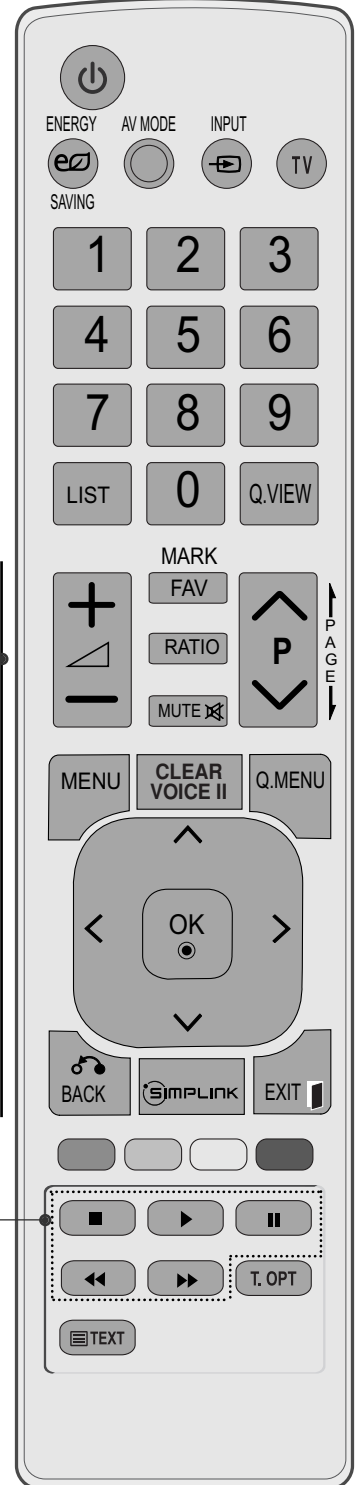 ENERGY AV MODE INPUT
TV
SAVING
1 2 3
4 5 6
7 8 9
LIST 0 Q.VIEW
MARK
FAV
RATIO
P
PAGE
MUTE
MENU CLEAR VOICE II Q.MENU
OK
BACK SIMPLINK EXIT
T. OPT
TEXT